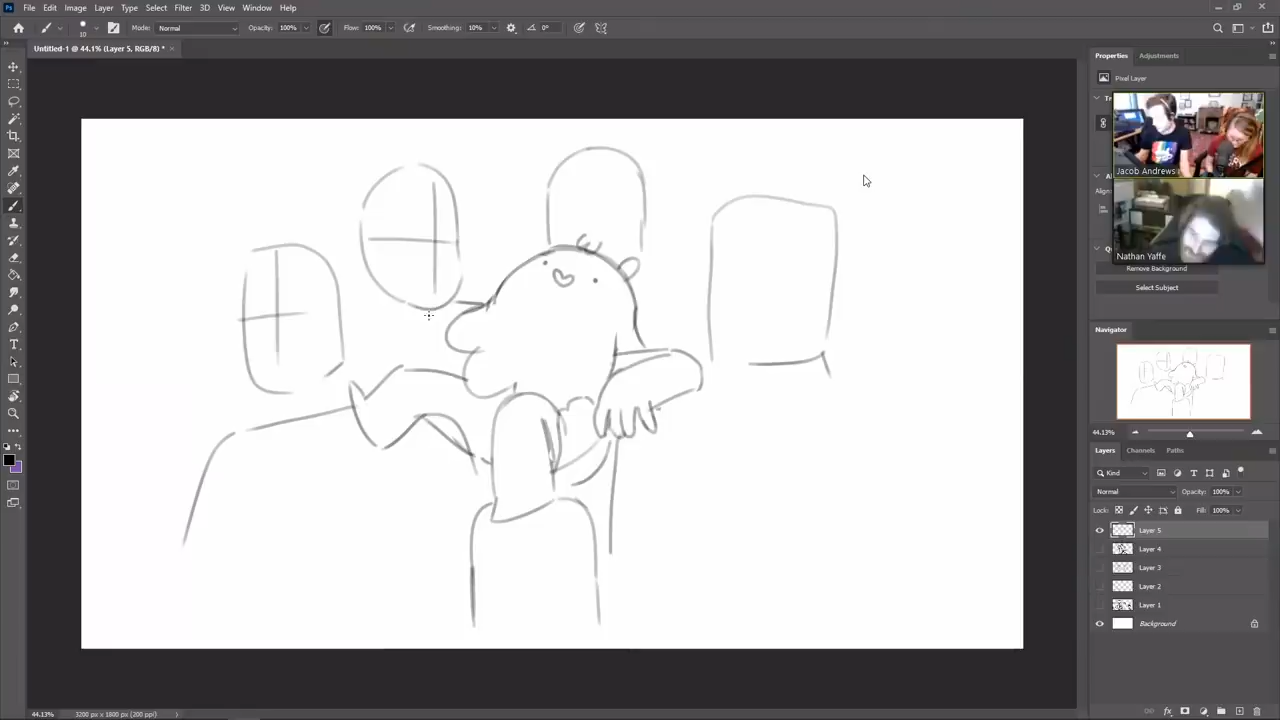 File Edit Image Layer Type Select Filter 3D View Window Help
10 Mode: Normal Opacity: 100% Flow: 100% Smoothing: 10% 0°
Untitled-1 @ 44.1% (Layer 5, RGB/8) * ×
Properties Adjustments
Pixel Layer
Jacob Andrews
Nathan Yaffe
Remove Background
Select Subject
Navigator
44.13%
Layers Channels Paths
Kind
Normal Opacity: 100%
Lock: Fill: 100%
Layer 5
Layer 4
Layer 3
Layer 2
Layer 1
Background
44.13% 3200 px x 1800 px (200 ppi)